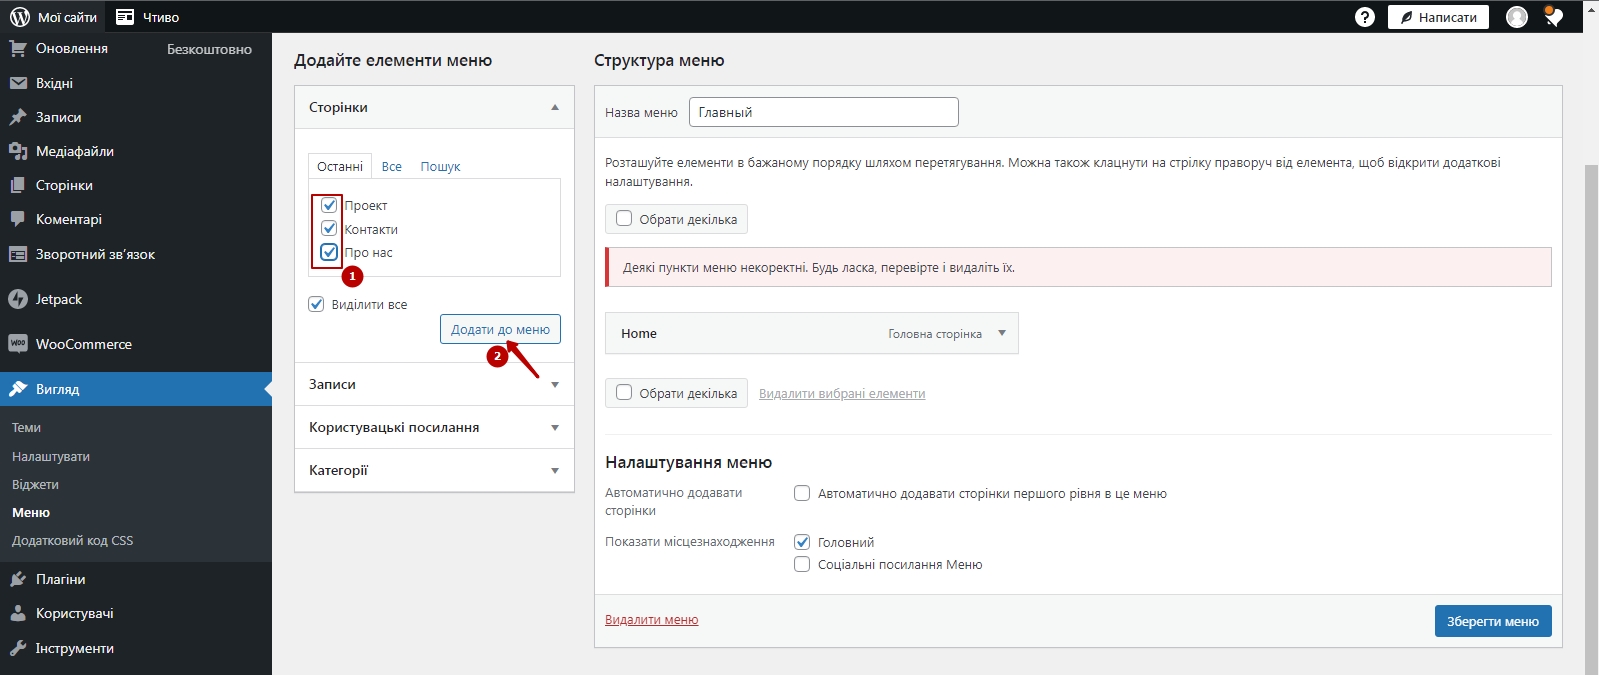 Мої сайти
Чтиво
Написати
Оновлення
Безкоштовно
Вхідні
Записи
Медіафайли
Сторінки
Коментарі
Зворотний зв’язок
Jetpack
WOO
WooCommerce
Вигляд
Теми
Налаштувати
Віджети
Меню
Додатковий код CSS
Плагіни
Користувачі
Інструменти
Додайте елементи меню
Сторінки
Останні
Все
Пошук
Проект
Контакти
Про нас
1
Виділити все
Додати до меню
2
Записи
Користувацькі посилання
Категорії
Структура меню
Назва меню
Главный
Розташуйте елементи в бажаному порядку шляхом перетягування. Можна також клацнути на стрілку праворуч від елемента, щоб відкрити додаткові
налаштування.
Обрати декілька
Деякі пункти меню некоректні. Будь ласка, перевірте і видаліть їх.
Home
Головна сторінка
Обрати декілька
Видалити вибрані елементи
Налаштування меню
Автоматично додавати
сторінки
Автоматично додавати сторінки першого рівня в це меню
Показати місцезнаходження
Головний
Соціальні посилання Меню
Видалити меню
Зберегти меню